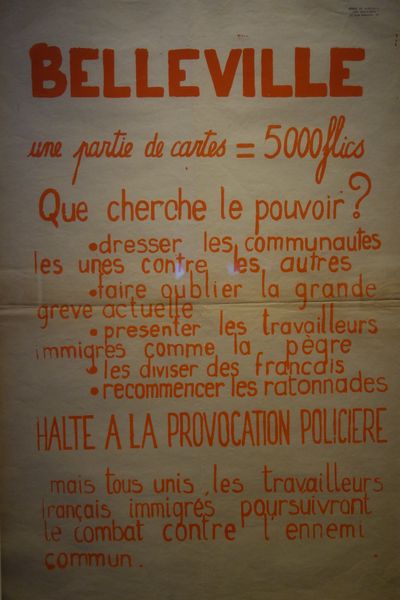 BELLEVILLE
une partie de cartes = 5000 flics
Que cherche le pouvoir?
•dresser les communautes
les unes contre les autres
•faire oublier la grande
greve actuelle
•presenter les travailleurs
immigrés comme la pègre
•les diviser des francais
•recommencer les ratonnades
HALTE A LA PROVOCATION POLICIERE
mais tous unis, les travailleurs
français immigrés poursuivront
le combat contre l'ennemi
commun.